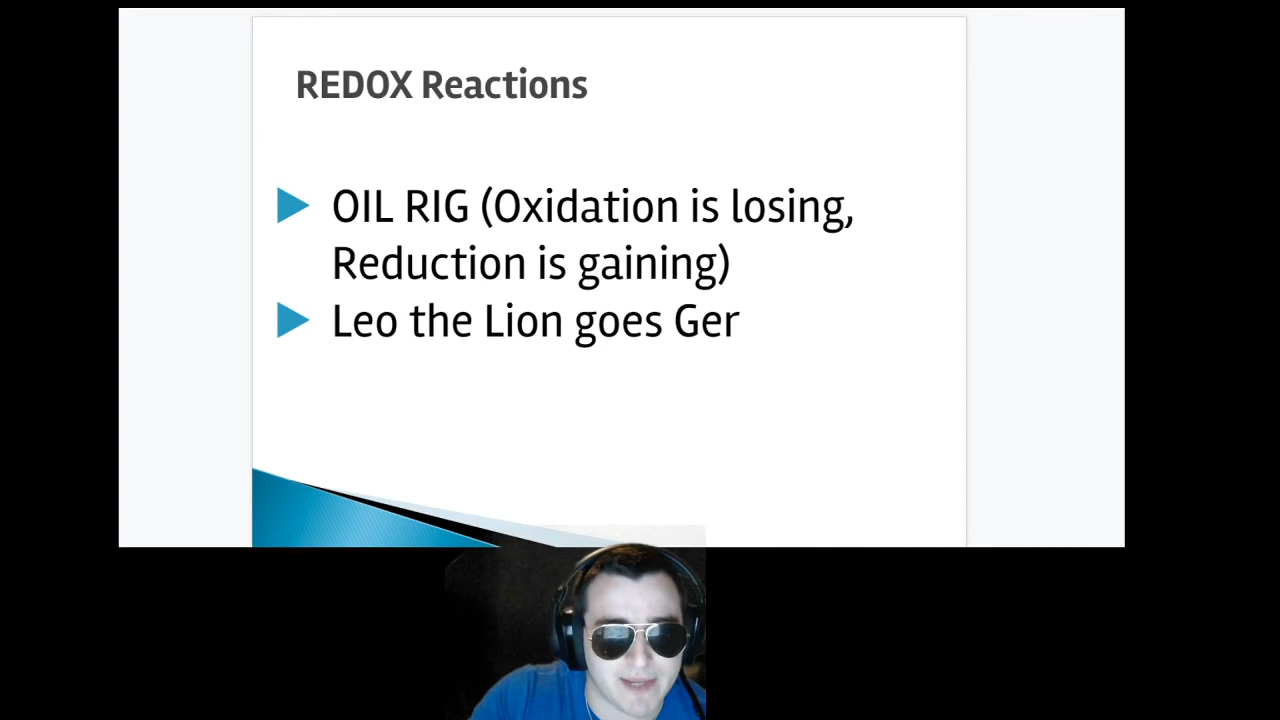 REDOX Reactions
OIL RIG (Oxidation is losing,
Reduction is gaining)
Leo the Lion goes Ger